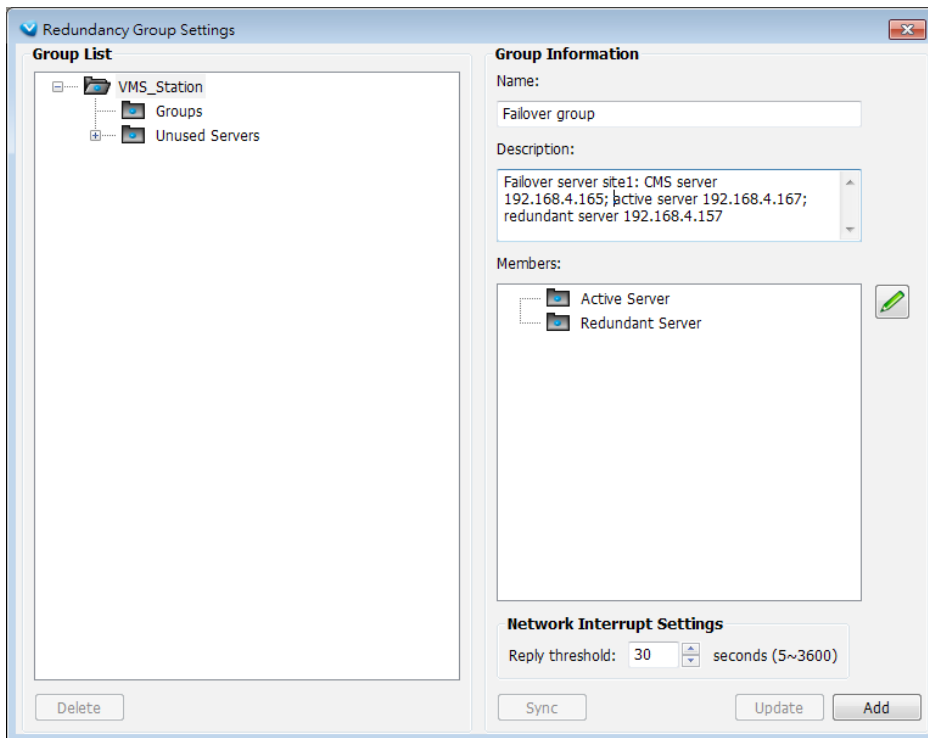 Redundancy Group Settings
Group List
VMS_Station
Groups
Unused Servers
Delete
Group Information
Name:
Failover group
Description:
Failover server site1: CMS server
192.168.4.165; active server 192.168.4.167;
redundant server 192.168.4.157
Members:
Active Server
Redundant Server
Network Interrupt Settings
Reply threshold: 30 seconds (5~3600)
Sync Update Add